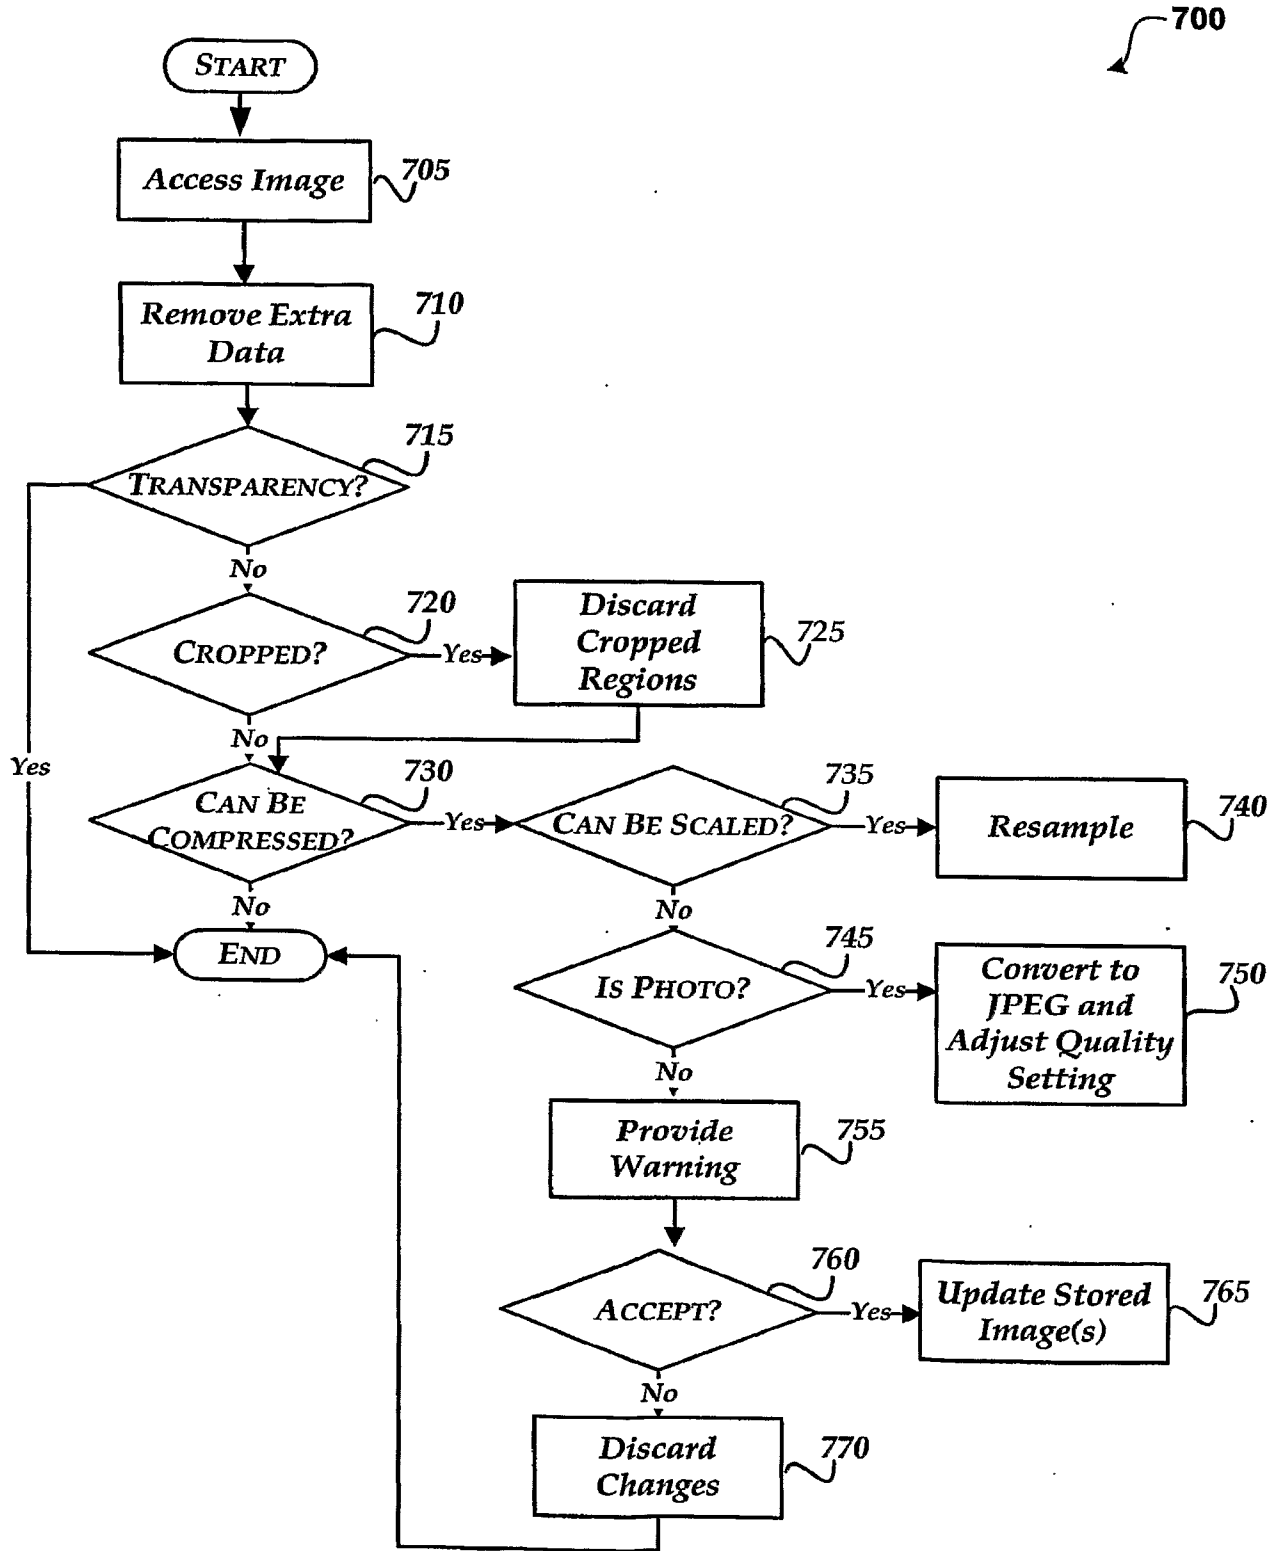 700
START
Access Image
705
Remove Extra
Data
710
TRANSPARENCY?
715
No
Yes
CROPPED?
720
Yes
Discard
Cropped
Regions
725
No
CAN BE
COMPRESSED?
730
Yes
CAN BE SCALED?
735
Yes
Resample
740
No
END
No
IS PHOTO?
745
Yes
Convert to
JPEG and
Adjust Quality
Setting
750
No
Provide
Warning
755
ACCEPT?
760
Yes
Update Stored
Image(s)
765
No
Discard
Changes
770